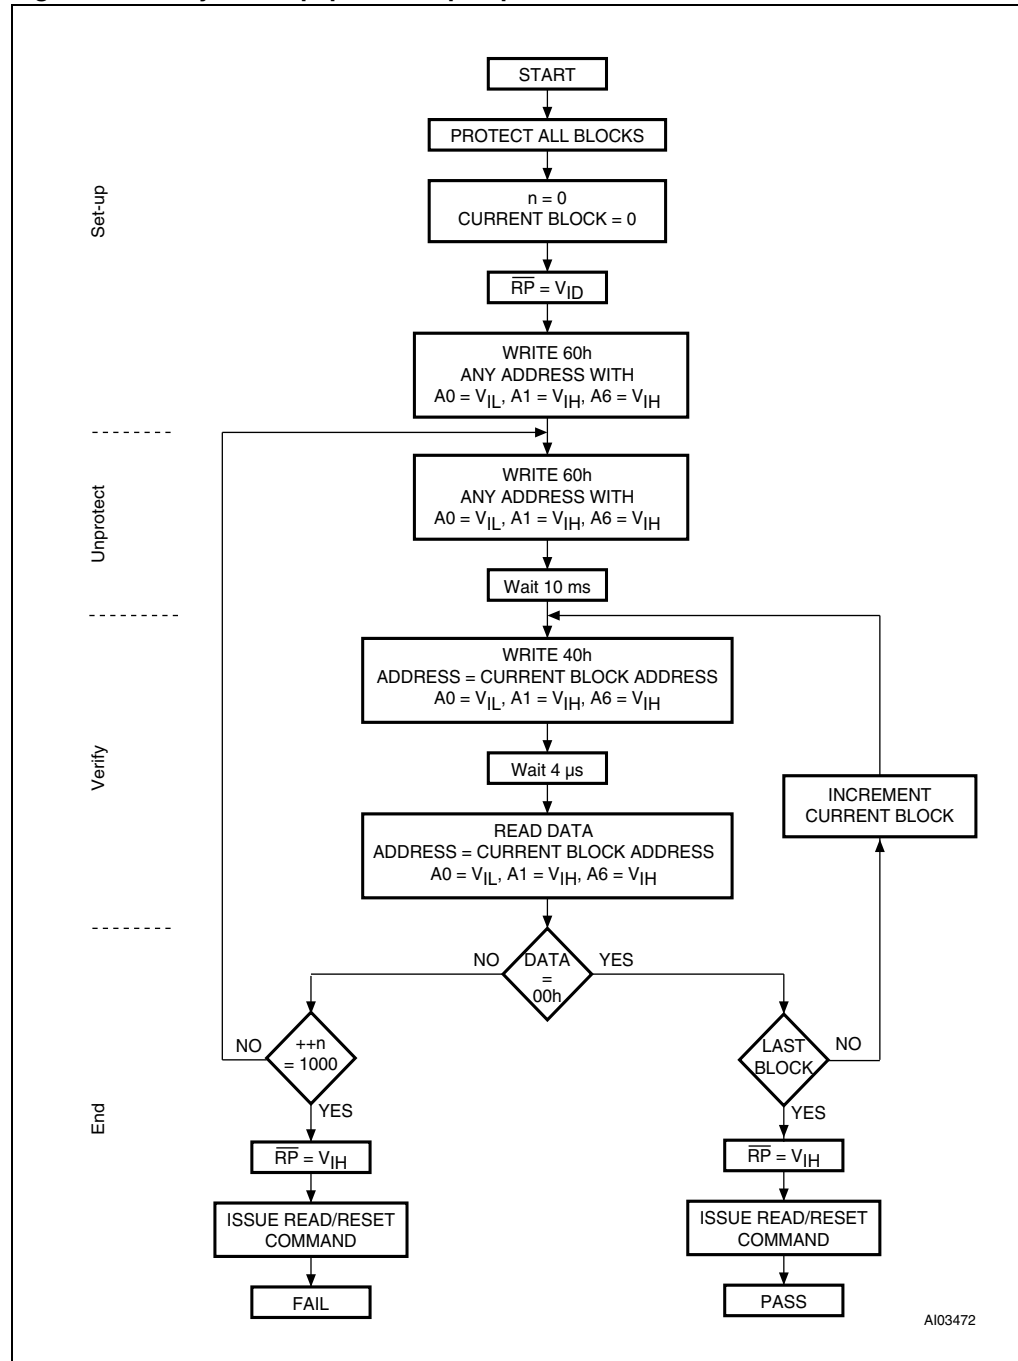 START
PROTECT ALL BLOCKS
n = 0
CURRENT BLOCK = 0
Set-up
RP = VID
WRITE 60h
ANY ADDRESS WITH
A0 = VIL, A1 = VIH, A6 = VIH
Unprotect
WRITE 60h
ANY ADDRESS WITH
A0 = VIL, A1 = VIH, A6 = VIH
Wait 10 ms
Verify
WRITE 40h
ADDRESS = CURRENT BLOCK ADDRESS
A0 = VIL, A1 = VIH, A6 = VIH
Wait 4 µs
INCREMENT
CURRENT BLOCK
READ DATA
ADDRESS = CURRENT BLOCK ADDRESS
A0 = VIL, A1 = VIH, A6 = VIH
NO
DATA
=
00h
YES
End
NO
++n
= 1000
YES
LAST
BLOCK
NO
YES
RP = VIH
RP = VIH
ISSUE READ/RESET
COMMAND
ISSUE READ/RESET
COMMAND
FAIL
PASS
AI03472